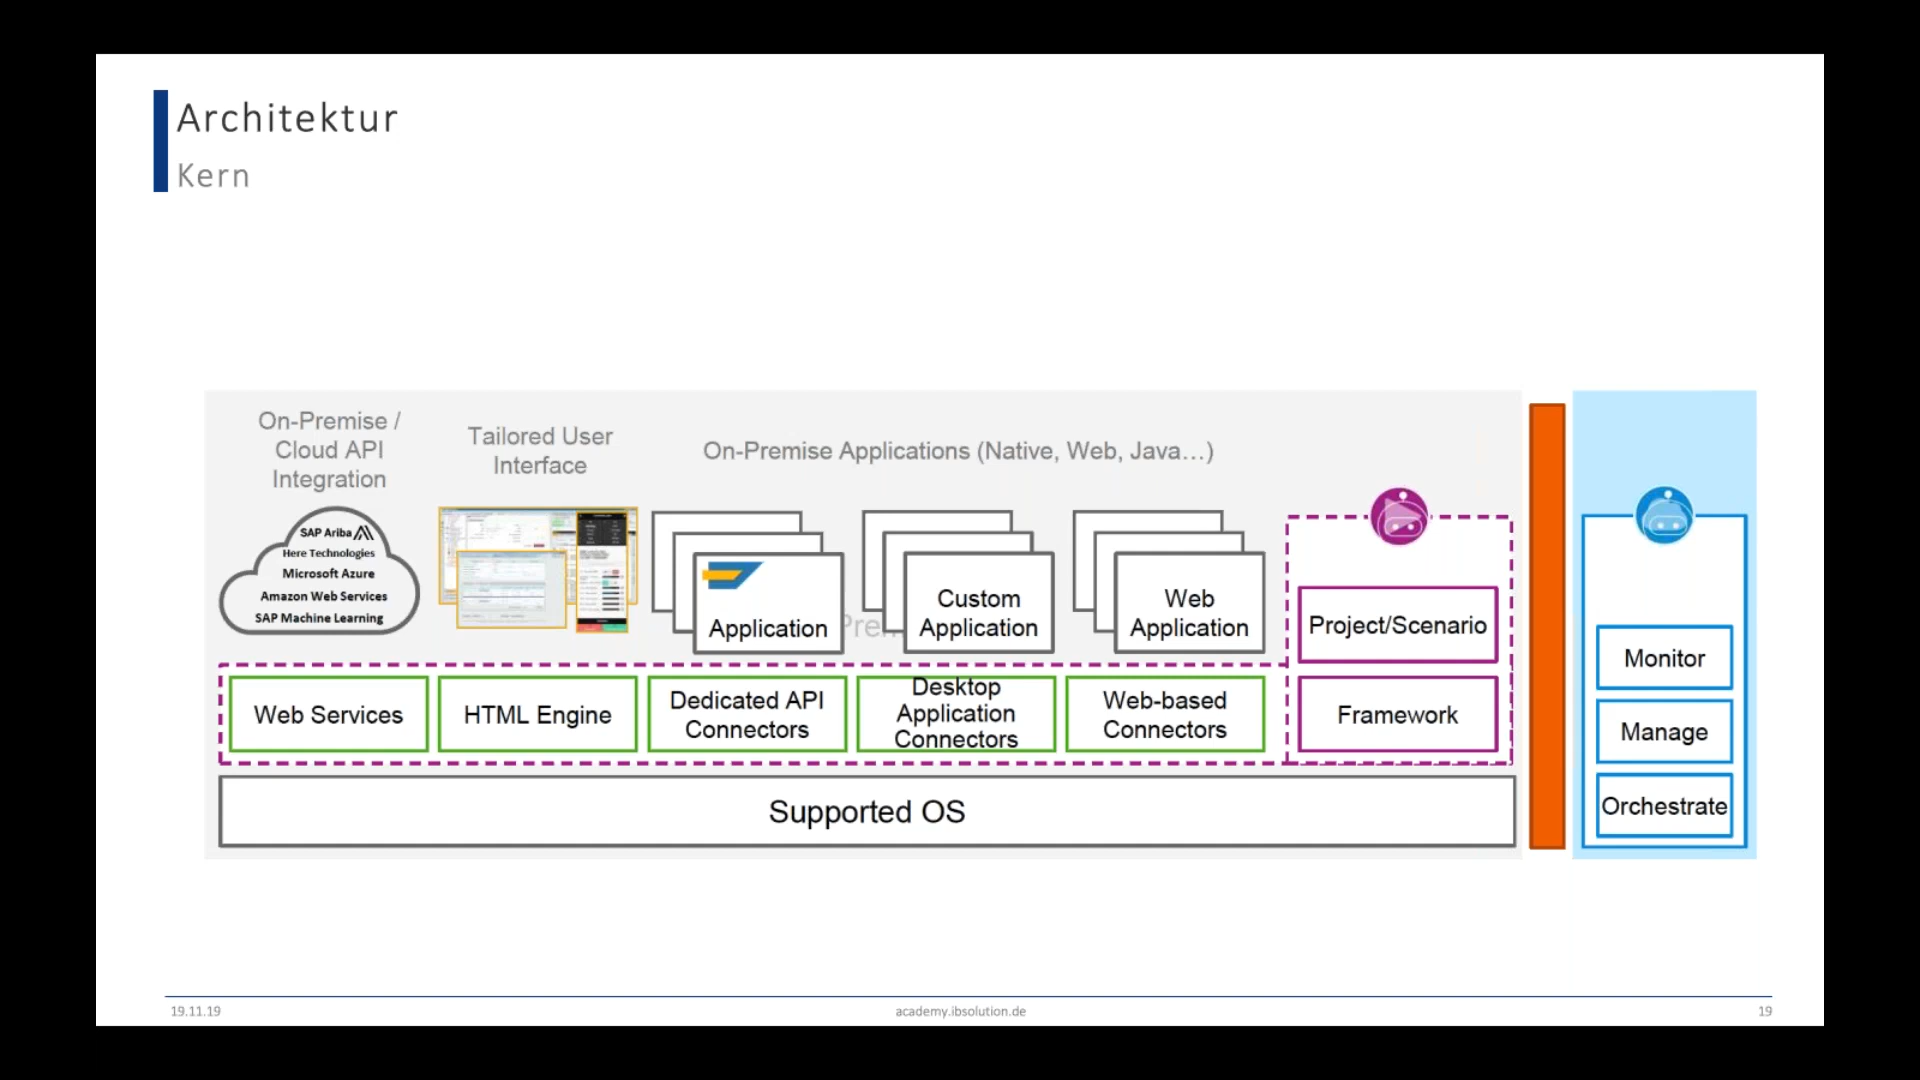 Architektur
Kern
On-Premise /
Cloud API
Integration
Tailored User
Interface
On-Premise Applications (Native, Web, Java...)
SAP Ariba
Here Technologies
Microsoft Azure
Amazon Web Services
SAP Machine Learning
Application
Custom
Application
Web
Application
Project/Scenario
Web Services
HTML Engine
Dedicated API
Connectors
Desktop
Application
Connectors
Web-based
Connectors
Framework
Supported OS
Monitor
Manage
Orchestrate
19.11.19
academy.ibsolution.de
19